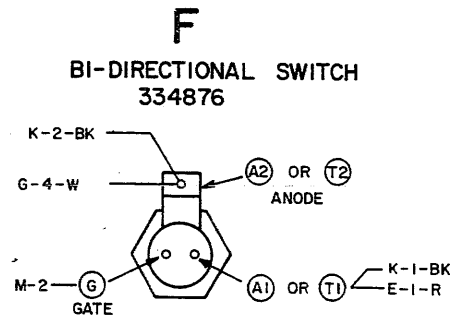 F
BI-DIRECTIONAL SWITCH
334876
K-2-BK
G-4-W
A2 OR T2
ANODE
M-2 G
GATE
A1 OR T1
K-1-BK
E-1-R